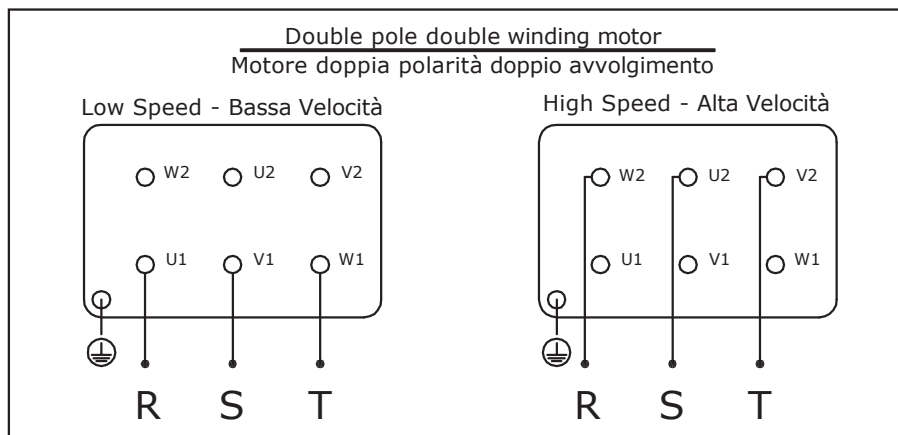 Double pole double winding motor
Motore doppia polarità doppio avvolgimento
Low Speed - Bassa Velocità
W2 U2 V2
U1 V1 W1
R S T
High Speed - Alta Velocità
W2 U2 V2
U1 V1 W1
R S T